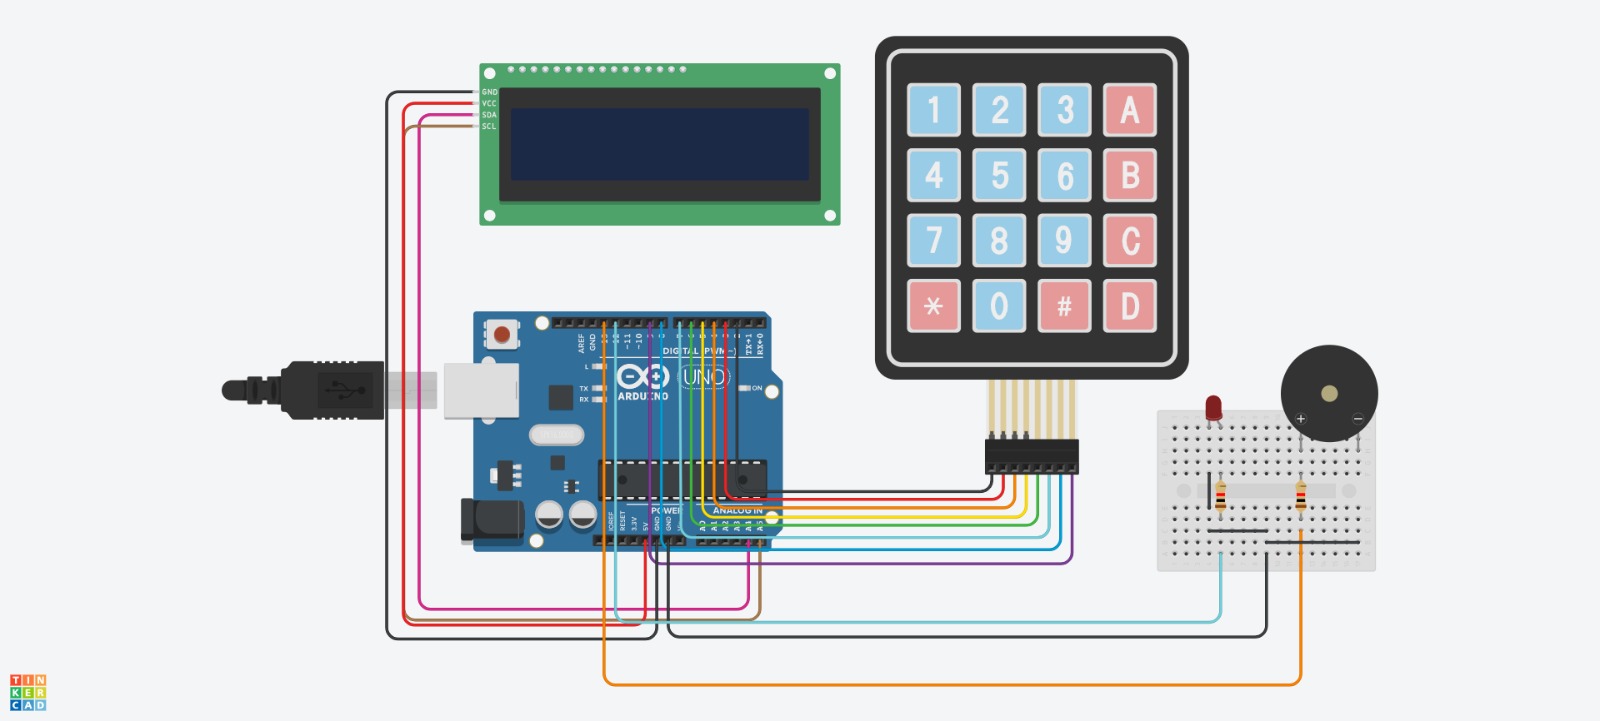 GND
VCC
SDA
SCL
1 2 3 A
4 5 6 B
7 8 9 C
* 0 # D
AREF
GND
~11
~10
TX→1
RX←0
DIGITAL (PWM~)
L
TX
RX
UNO
ARDUINO
ON
POWER
ANALOG IN
IOREF
RESET
3.3V
5V
GND
GND
A0
A1
A2
A3
A4
A5
+ −
TIN
KER
CAD